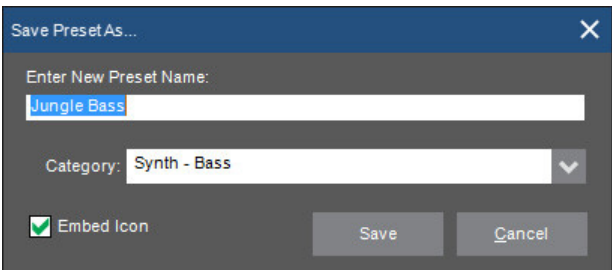 Save Preset As...
Enter New Preset Name:
Jungle Bass
Category: Synth - Bass
Embed Icon Save Cancel